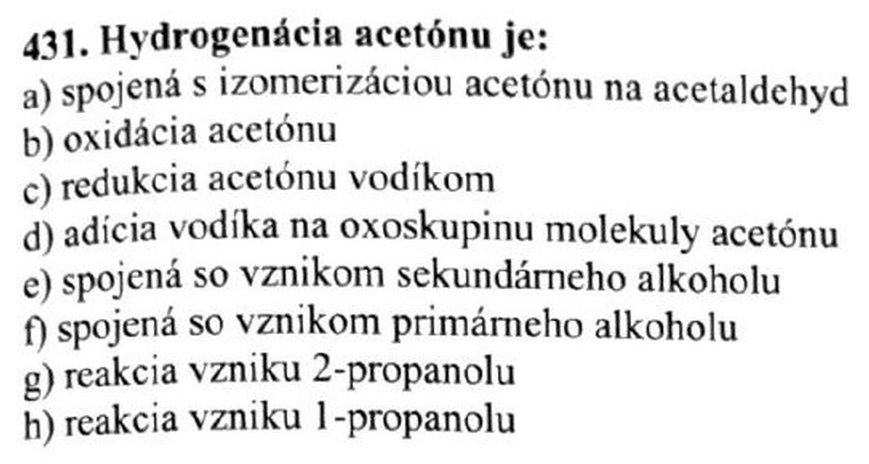 431. Hydrogenácia acetónu je:
a) spojená s izomerizáciou acetónu na acetaldehyd
b) oxidácia acetónu
c) redukcia acetónu vodíkom
d) adícia vodíka na oxoskupinu molekuly acetónu
e) spojená so vznikom sekundárneho alkoholu
f) spojená so vznikom primárneho alkoholu
g) reakcia vzniku 2-propanolu
h) reakcia vzniku 1-propanolu